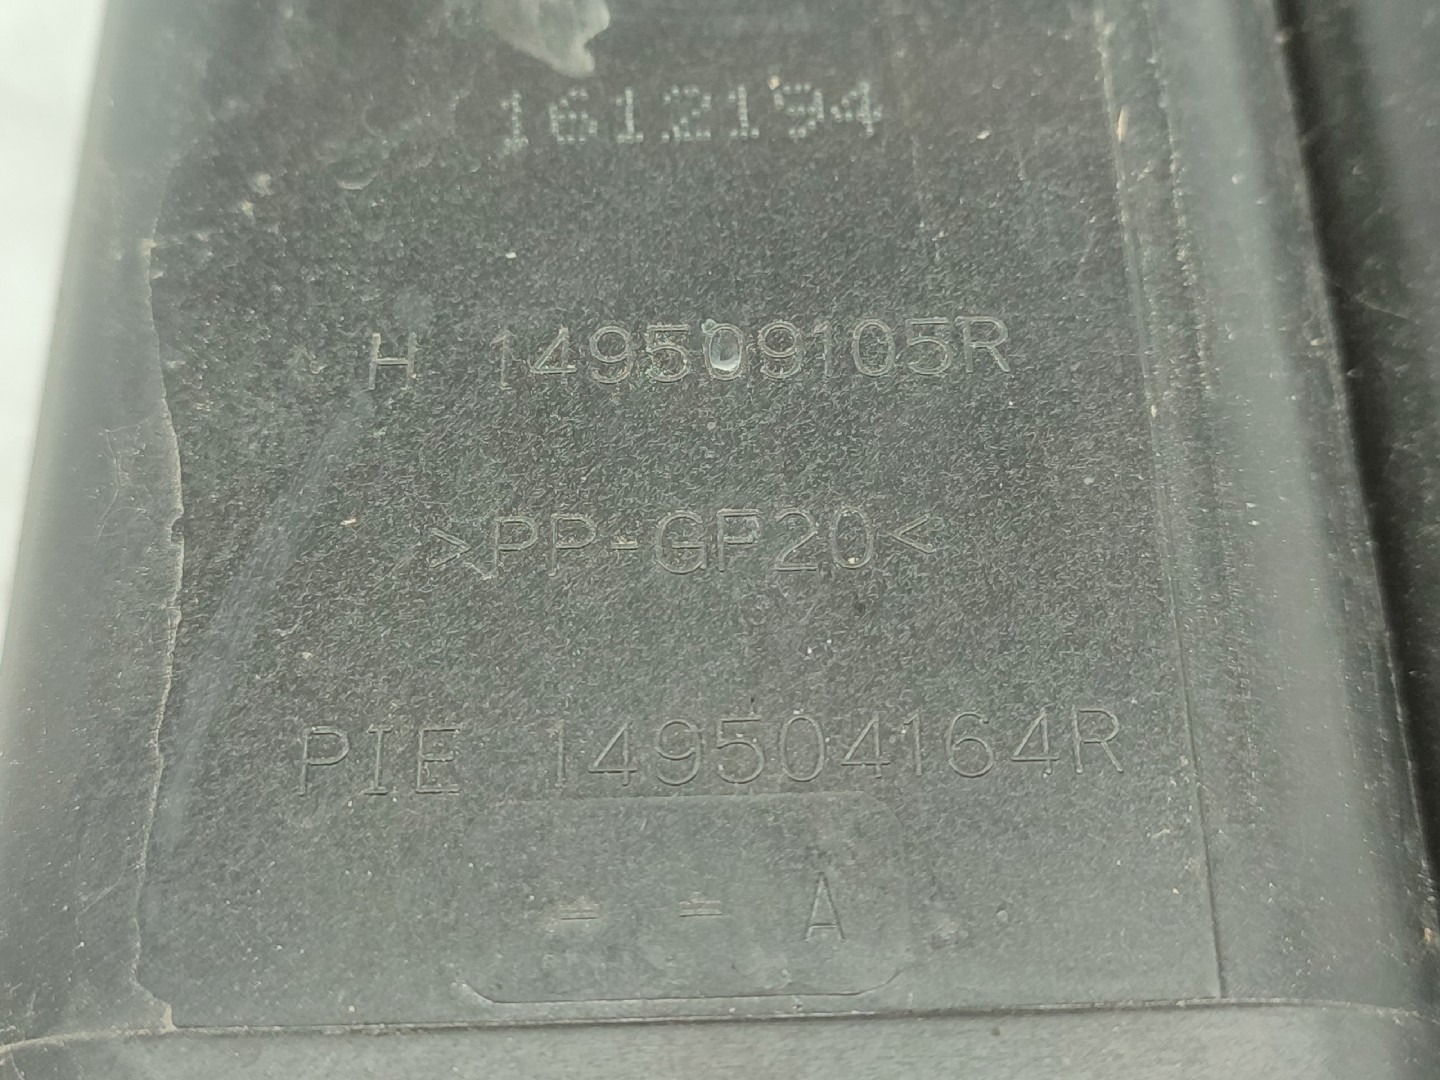 1612194
H 149509105R
>PP-GF20<
PIE 149504164R
A